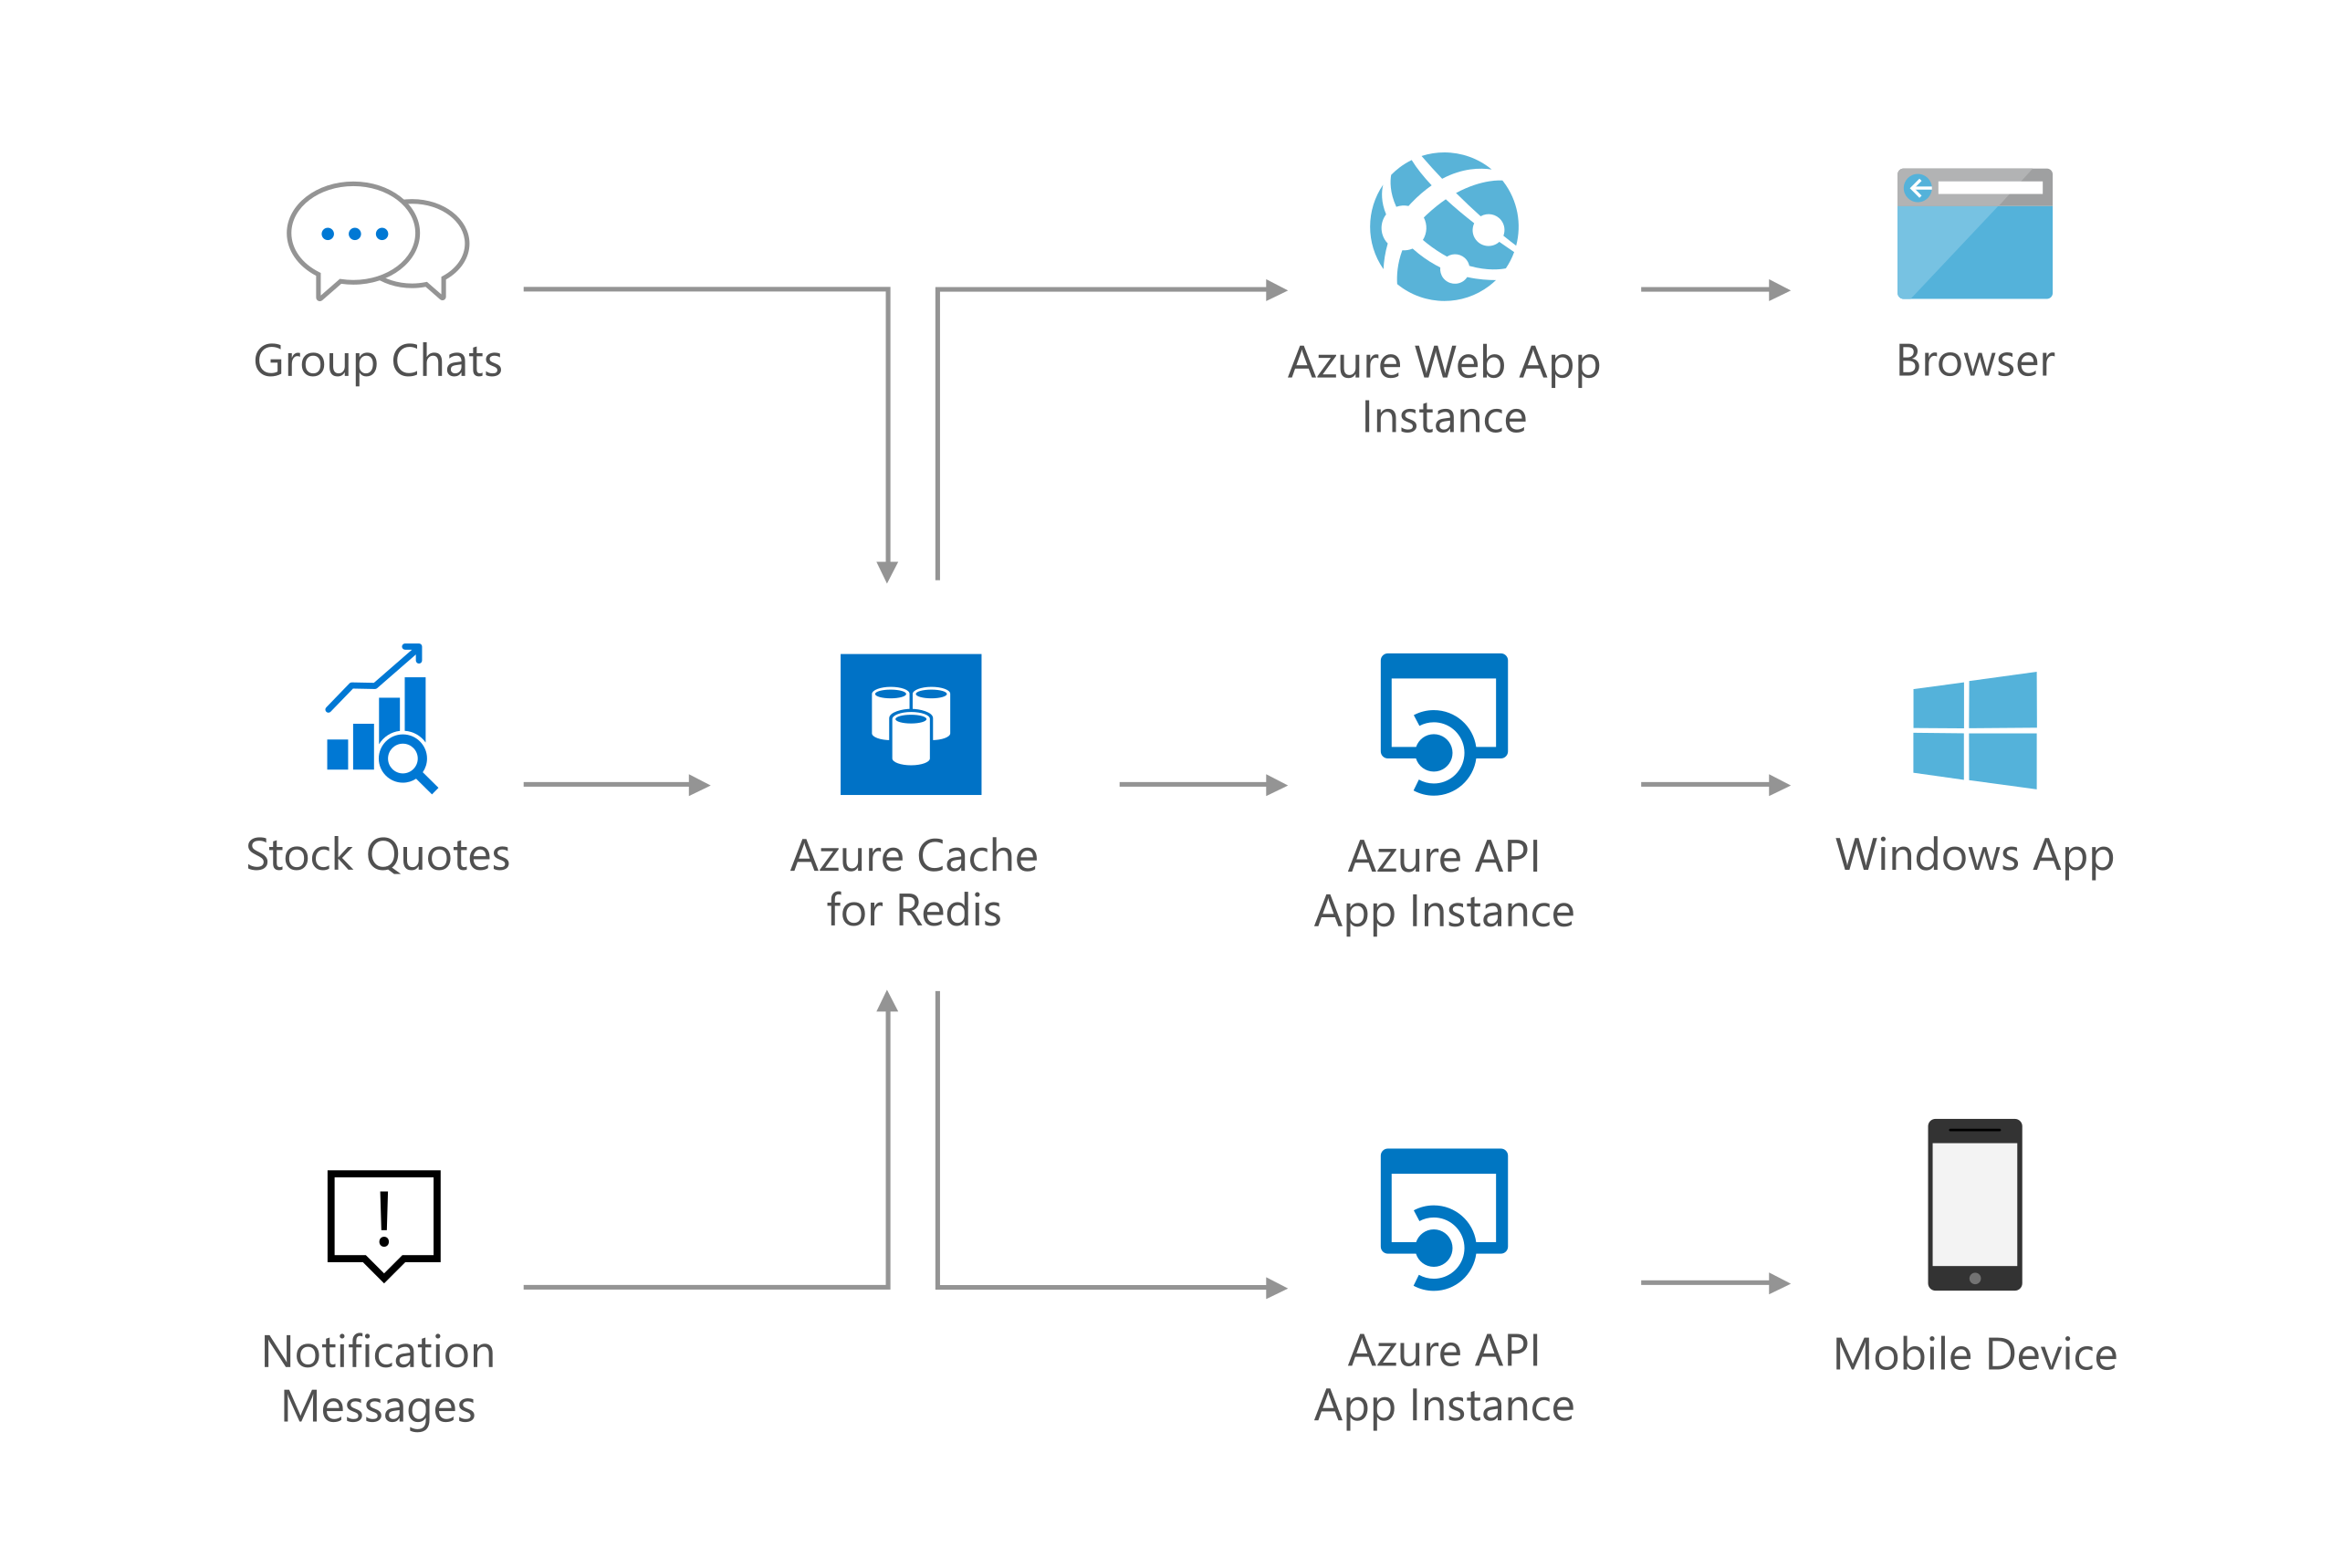 Group Chats
Azure Web App
Instance
Browser
Stock Quotes
Azure Cache
for Redis
Azure API
App Instance
Windows App
Notification
Messages
Azure API
App Instance
Mobile Device